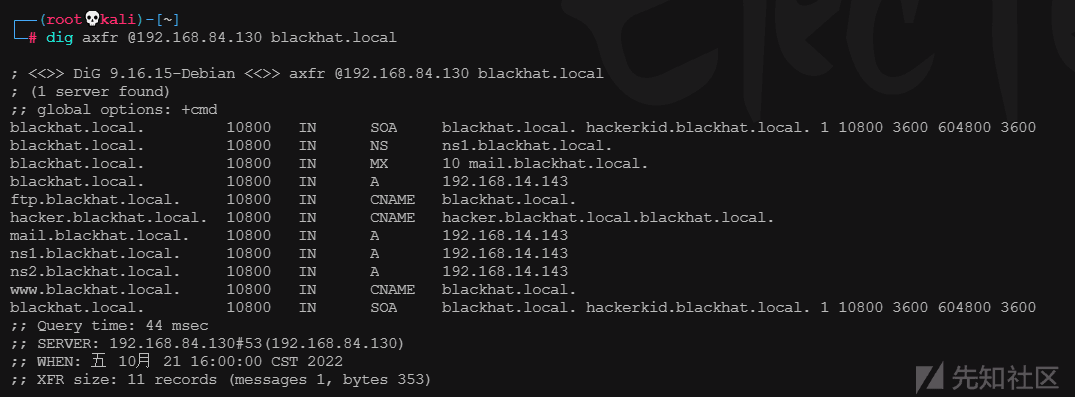 ┌──(root💀kali)-[~]
└─# dig axfr @192.168.84.130 blackhat.local

; <<>> DiG 9.16.15-Debian <<>> axfr @192.168.84.130 blackhat.local
; (1 server found)
;; global options: +cmd
blackhat.local. 10800 IN SOA blackhat.local. hackerkid.blackhat.local. 1 10800 3600 604800 3600
blackhat.local. 10800 IN NS ns1.blackhat.local.
blackhat.local. 10800 IN MX 10 mail.blackhat.local.
blackhat.local. 10800 IN A 192.168.14.143
ftp.blackhat.local. 10800 IN CNAME blackhat.local.
hacker.blackhat.local. 10800 IN CNAME hacker.blackhat.local.blackhat.local.
mail.blackhat.local. 10800 IN A 192.168.14.143
ns1.blackhat.local. 10800 IN A 192.168.14.143
ns2.blackhat.local. 10800 IN A 192.168.14.143
www.blackhat.local. 10800 IN CNAME blackhat.local.
blackhat.local. 10800 IN SOA blackhat.local. hackerkid.blackhat.local. 1 10800 3600 604800 3600
;; Query time: 44 msec
;; SERVER: 192.168.84.130#53(192.168.84.130)
;; WHEN: 五 10月 21 16:00:00 CST 2022
;; XFR size: 11 records (messages 1, bytes 353)
先知社区